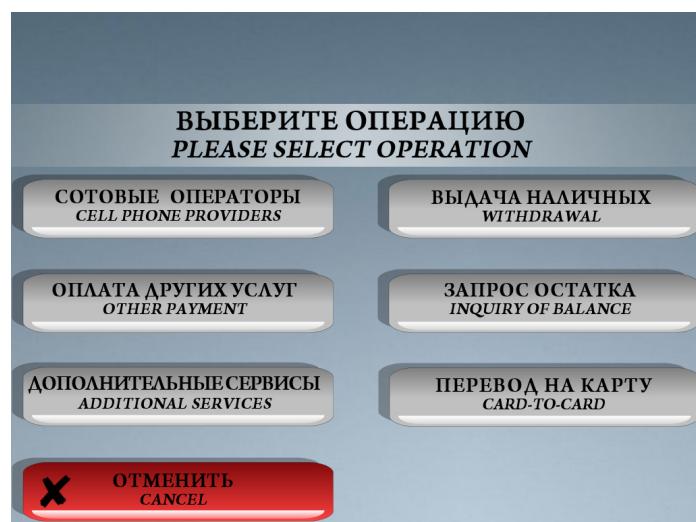 ВЫБЕРИТЕ ОПЕРАЦИЮ
PLEASE SELECT OPERATION
СОТОВЫЕ ОПЕРАТОРЫ
CELL PHONE PROVIDERS
ВЫДАЧА НАЛИЧНЫХ
WITHDRAWAL
ОПЛАТА ДРУГИХ УСЛУГ
OTHER PAYMENT
ЗАПРОС ОСТАТКА
INQUIRY OF BALANCE
ДОПОЛНИТЕЛЬНЫЕ СЕРВИСЫ
ADDITIONAL SERVICES
ПЕРЕВОД НА КАРТУ
CARD-TO-CARD
ОТМЕНИТЬ
CANCEL